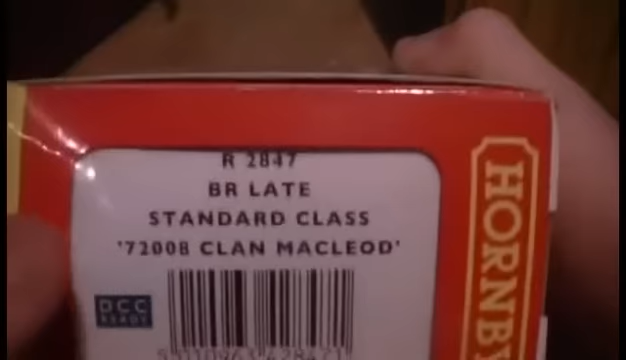 R 2847
BR LATE
STANDARD CLASS
'72008 CLAN MACLEOD'
DCC
READY
HORNBY